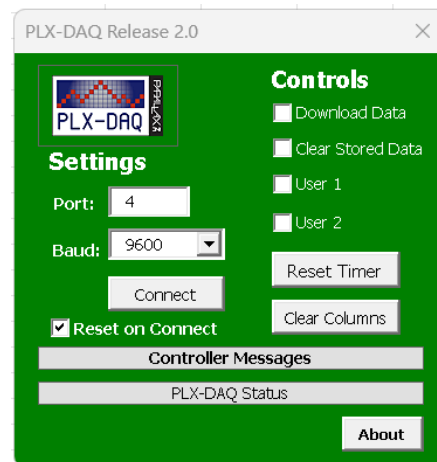 PLX-DAQ Release 2.0
PLX-DAQ
PARALLAX
Settings
Port: 4
Baud: 9600
Connect
Reset on Connect
Controls
Download Data
Clear Stored Data
User 1
User 2
Reset Timer
Clear Columns
Controller Messages
PLX-DAQ Status
About